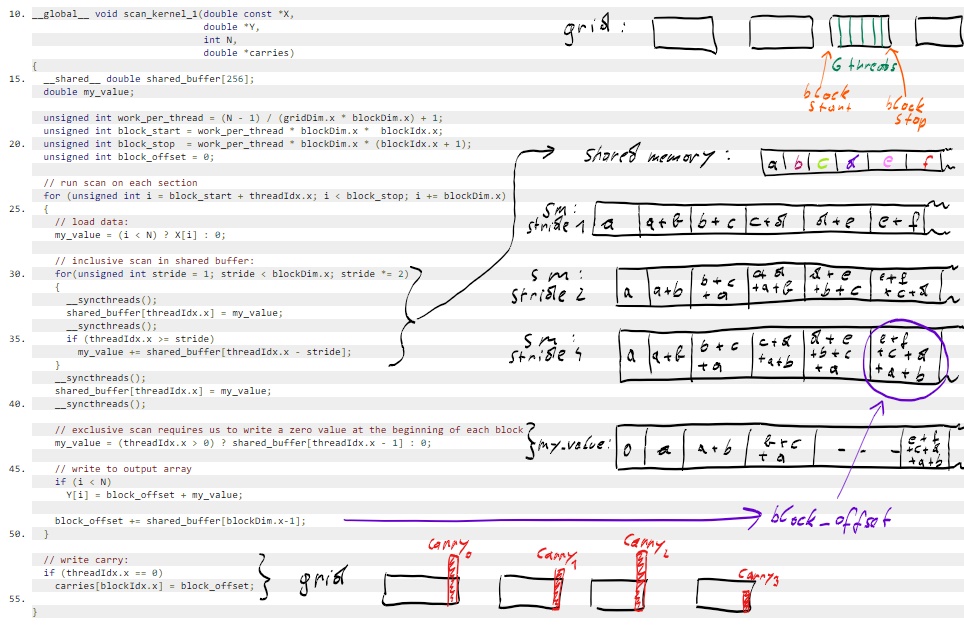 10. __global__ void scan_kernel_1(double const *X,
double *Y,
int N,
double *carries)
{
15. __shared__ double shared_buffer[256];
double my_value;
unsigned int work_per_thread = (N - 1) / (gridDim.x * blockDim.x) + 1;
unsigned int block_start = work_per_thread * blockDim.x * blockIdx.x;
20. unsigned int block_stop = work_per_thread * blockDim.x * (blockIdx.x + 1);
unsigned int block_offset = 0;
// run scan on each section
for (unsigned int i = block_start + threadIdx.x; i < block_stop; i += blockDim.x)
25. {
// load data:
my_value = (i < N) ? X[i] : 0;
// inclusive scan in shared buffer:
30. for(unsigned int stride = 1; stride < blockDim.x; stride *= 2)
{
__syncthreads();
shared_buffer[threadIdx.x] = my_value;
__syncthreads();
35. if (threadIdx.x >= stride)
my_value += shared_buffer[threadIdx.x - stride];
}
__syncthreads();
shared_buffer[threadIdx.x] = my_value;
40. __syncthreads();
// exclusive scan requires us to write a zero value at the beginning of each block
my_value = (threadIdx.x > 0) ? shared_buffer[threadIdx.x - 1] : 0;
45. // write to output array
if (i < N)
Y[i] = block_offset + my_value;
block_offset += shared_buffer[blockDim.x-1];
50. }
// write carry:
if (threadIdx.x == 0)
carries[blockIdx.x] = block_offset;
55.
}
grid:
6 threads
block start
block stop
shared memory: a b c d e f
sm: stride 1 a a+b b+c c+d d+e e+f
sm: stride 2 a a+b b+c +a c+d +a+b d+e +b+c e+f +c+d
sm: stride 4 a a+b b+c +a c+d +a+b d+e +b+c +a e+f +c+d +a+b
my_value: 0 a a+b b+c +a - - - e+f +c+d +a+b
block_offset
grid carry0 carry1 carry2 carry3